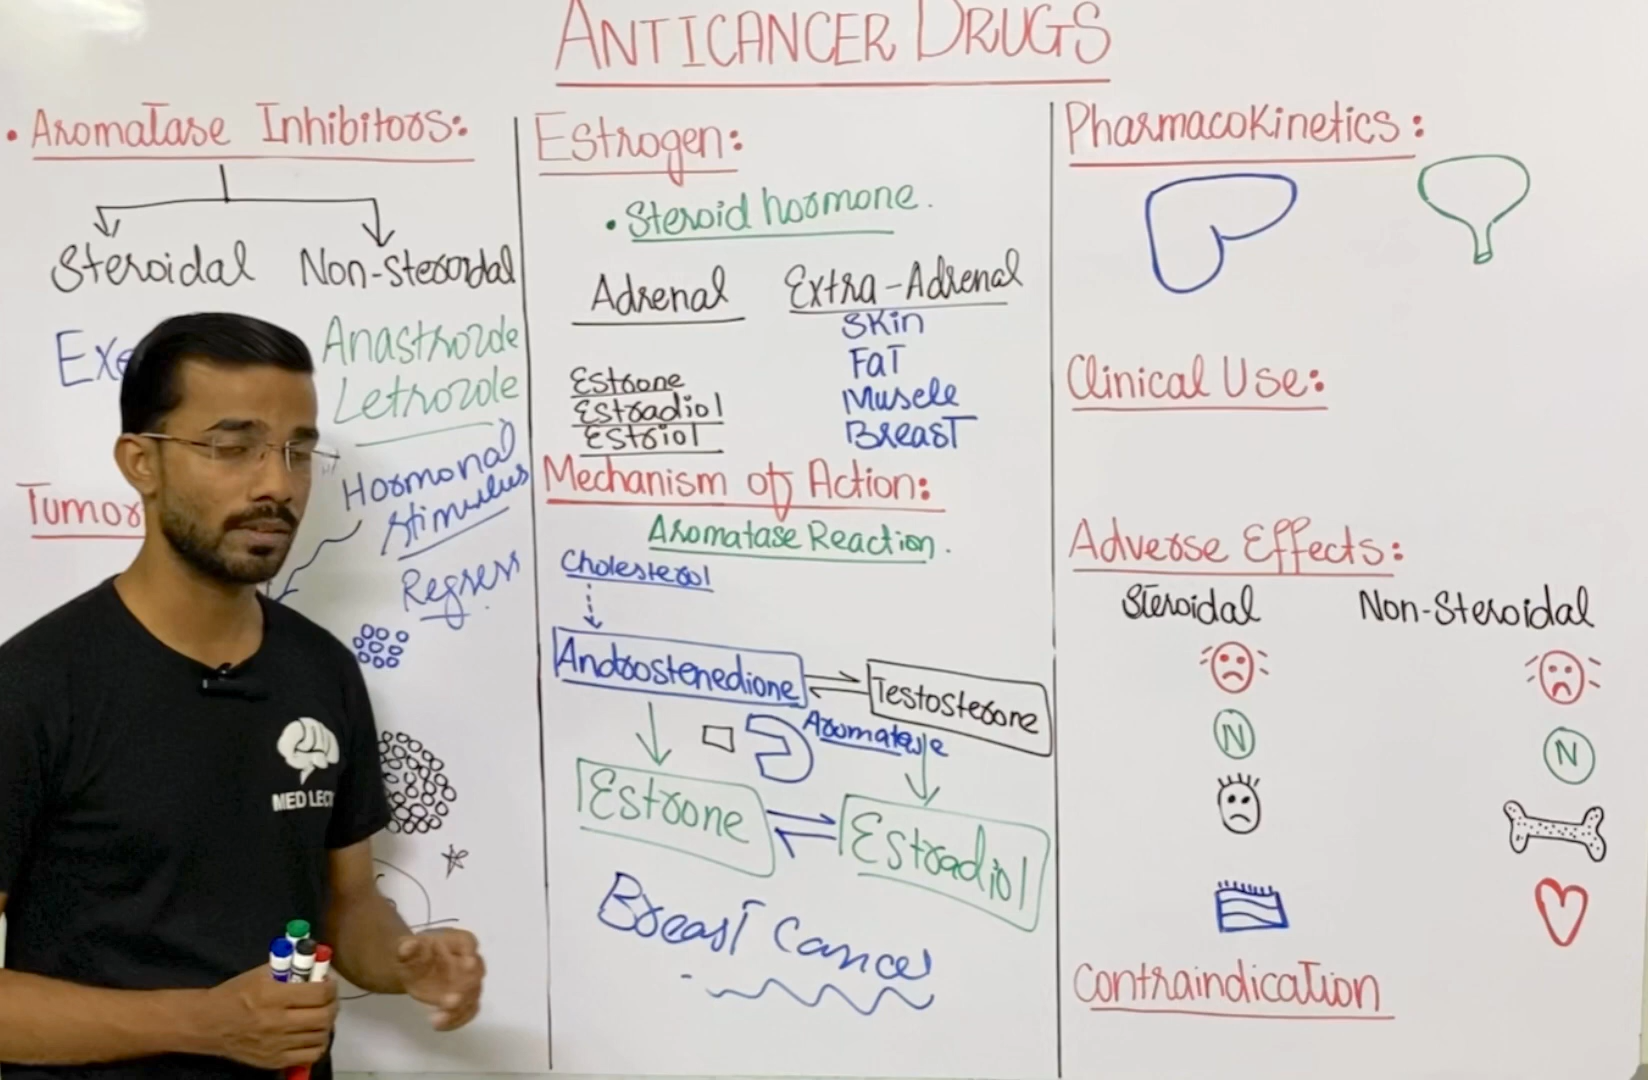 ANTICANCER DRUGS
• Aromatase Inhibitors:
Steroidal
Non-Steroidal
Exe
Anastrozole
Letrozole
Hormonal
stimulus
Regress
Tumor
MED LECT
Estrogen:
• Steroid hormone.
Adrenal
Estrone
Estradiol
Estriol
Extra-Adrenal
Skin
Fat
Muscle
Breast
Mechanism of Action:
Aromatase Reaction.
Cholesterol
Androstenedione
Testosterone
Aromatase
Estrone
Estradiol
Breast Cancer
Pharmacokinetics:
Clinical Use:
Adverse Effects:
Steroidal
Non-Steroidal
N
N
Contraindication